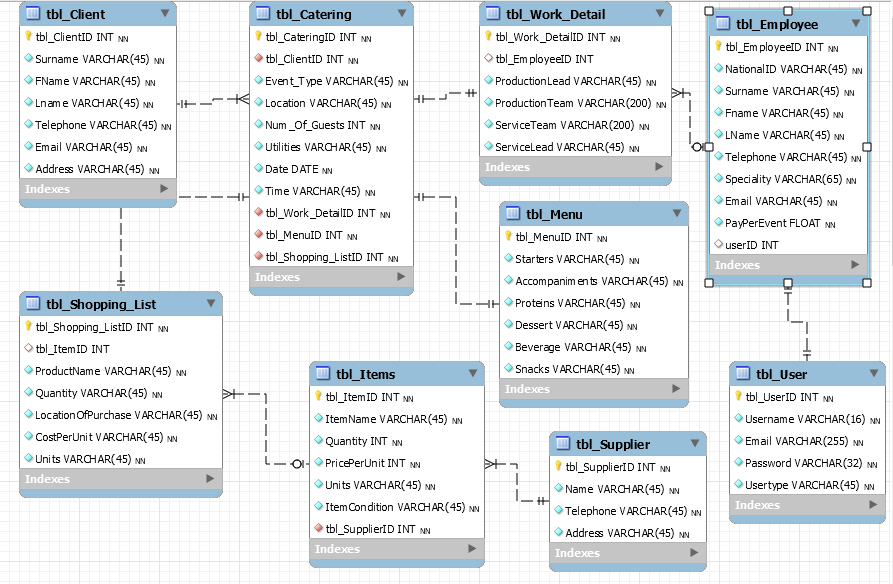 tbl_Client
tbl_ClientID INT NN
Surname VARCHAR(45) NN
FName VARCHAR(45) NN
Lname VARCHAR(45) NN
Telephone VARCHAR(45) NN
Email VARCHAR(45) NN
Address VARCHAR(45) NN
Indexes
tbl_Catering
tbl_CateringID INT NN
tbl_ClientID INT NN
Event_Type VARCHAR(45) NN
Location VARCHAR(45) NN
Num_Of_Guests INT NN
Utilities VARCHAR(45) NN
Date DATE NN
Time VARCHAR(45) NN
tbl_Work_DetailID INT NN
tbl_MenuID INT NN
tbl_Shopping_ListID INT NN
Indexes
tbl_Work_Detail
tbl_Work_DetailID INT NN
tbl_EmployeeID INT
ProductionLead VARCHAR(45) NN
ProductionTeam VARCHAR(200) NN
ServiceTeam VARCHAR(200) NN
ServiceLead VARCHAR(45) NN
Indexes
tbl_Employee
tbl_EmployeeID INT NN
NationalID VARCHAR(45) NN
Surname VARCHAR(45) NN
Fname VARCHAR(45) NN
LName VARCHAR(45) NN
Telephone VARCHAR(45) NN
Speciality VARCHAR(65) NN
Email VARCHAR(45) NN
PayPerEvent FLOAT NN
userID INT
Indexes
tbl_Menu
tbl_MenuID INT NN
Starters VARCHAR(45) NN
Accompaniments VARCHAR(45) NN
Proteins VARCHAR(45) NN
Dessert VARCHAR(45) NN
Beverage VARCHAR(45) NN
Snacks VARCHAR(45) NN
Indexes
tbl_Shopping_List
tbl_Shopping_ListID INT NN
tbl_ItemID INT
ProductName VARCHAR(45) NN
Quantity VARCHAR(45) NN
LocationOfPurchase VARCHAR(45) NN
CostPerUnit VARCHAR(45) NN
Units VARCHAR(45) NN
Indexes
tbl_Items
tbl_ItemID INT NN
ItemName VARCHAR(45) NN
Quantity INT NN
PricePerUnit INT NN
Units VARCHAR(45) NN
ItemCondition VARCHAR(45) NN
tbl_SupplierID INT NN
Indexes
tbl_Supplier
tbl_SupplierID INT NN
Name VARCHAR(45) NN
Telephone VARCHAR(45) NN
Address VARCHAR(45) NN
Indexes
tbl_User
tbl_UserID INT NN
Username VARCHAR(16) NN
Email VARCHAR(255) NN
Password VARCHAR(32) NN
Usertype VARCHAR(45) NN
Indexes